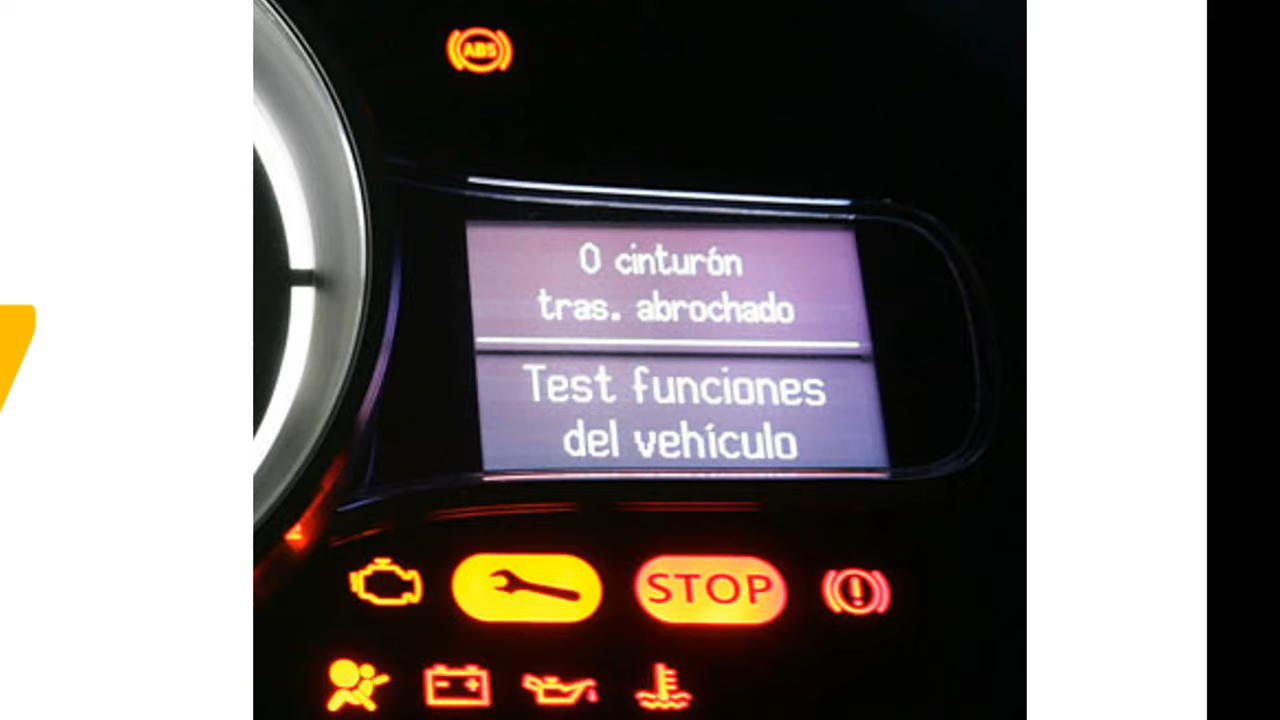 ABS
0 cinturón
tras. abrochado
Test funciones
del vehículo
STOP